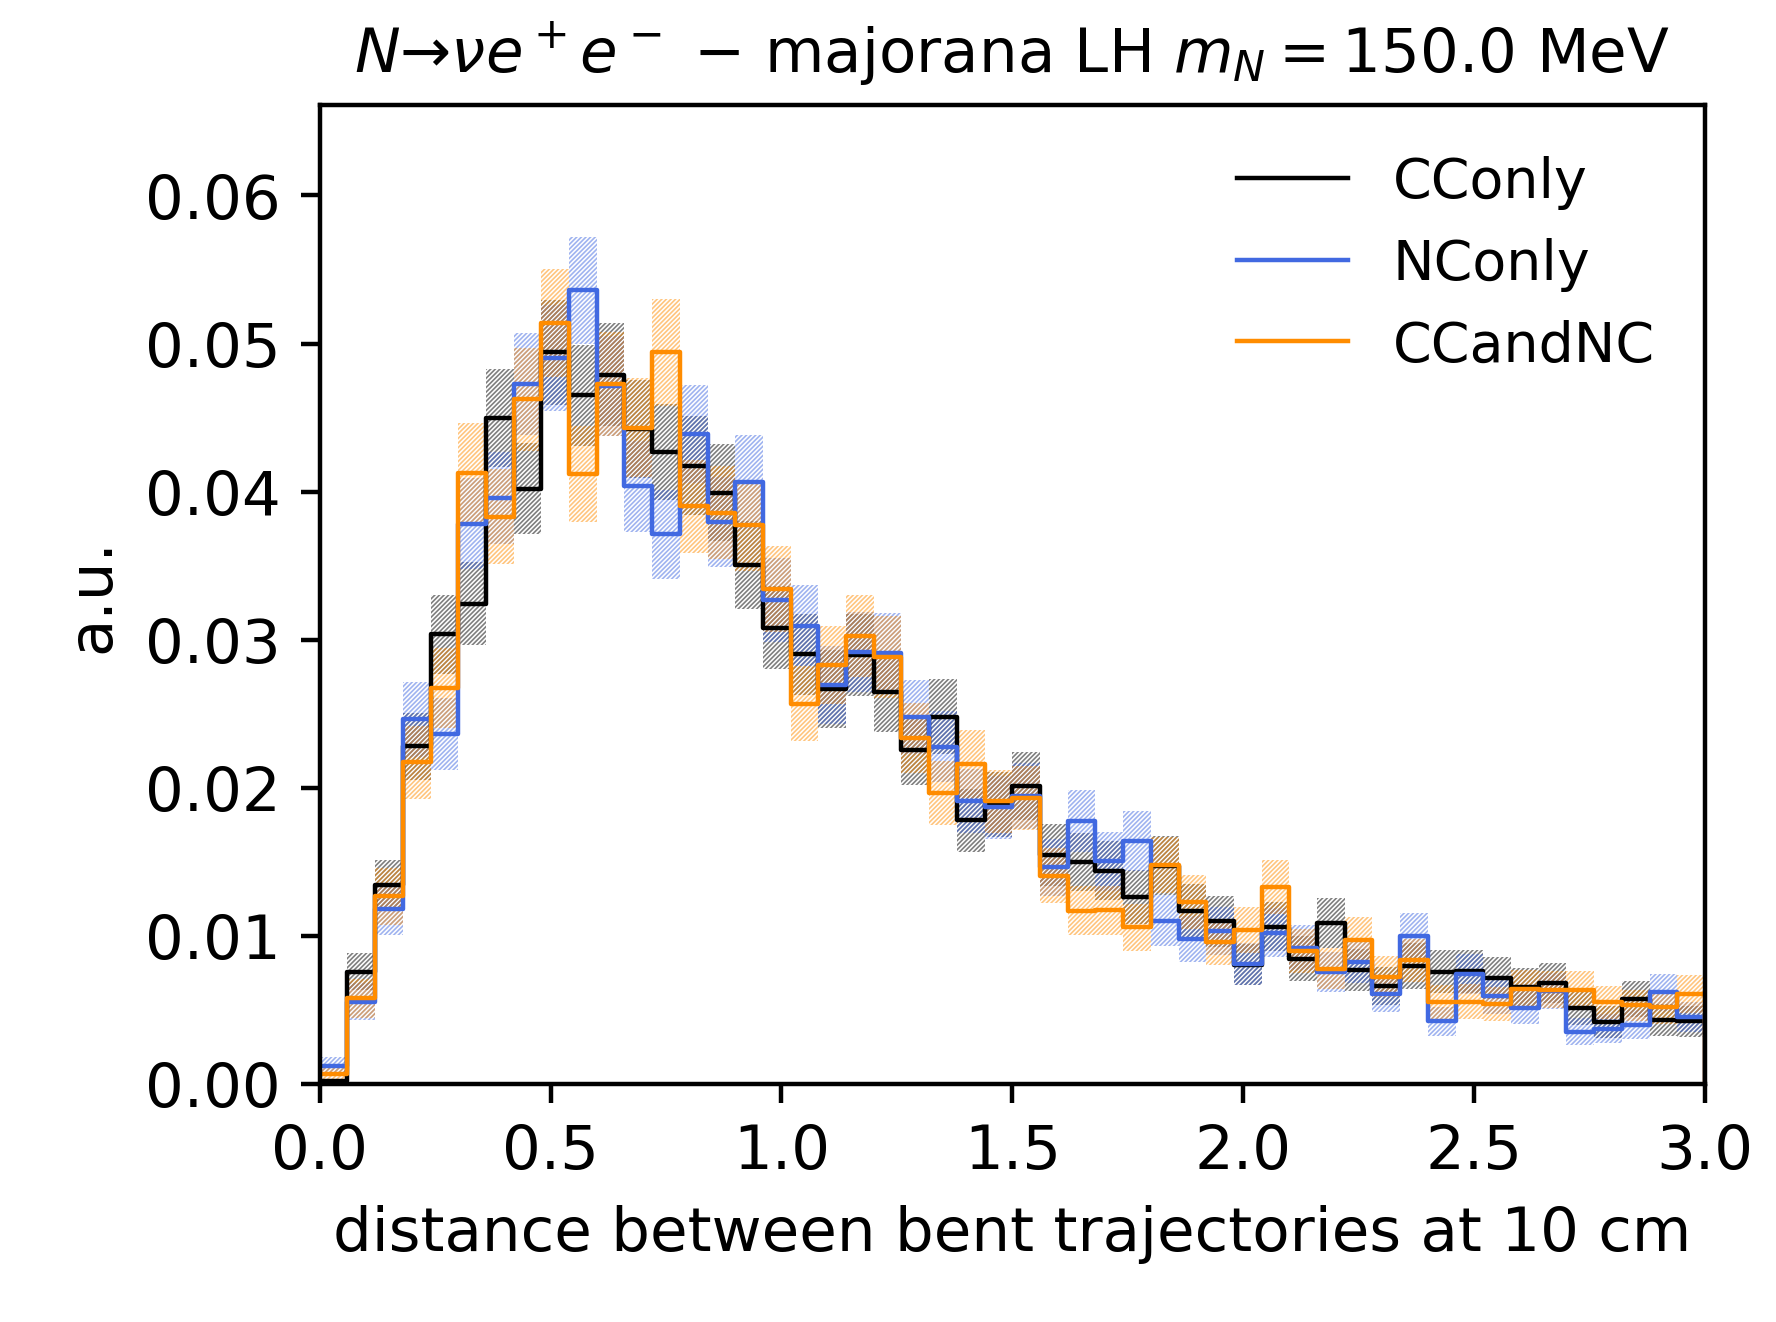 N→νe⁺e⁻ − majorana LH m_N = 150.0 MeV
CConly
NConly
CCandNC
0.06
0.05
0.04
0.03
0.02
0.01
0.00
a.u.
0.0 0.5 1.0 1.5 2.0 2.5 3.0
distance between bent trajectories at 10 cm